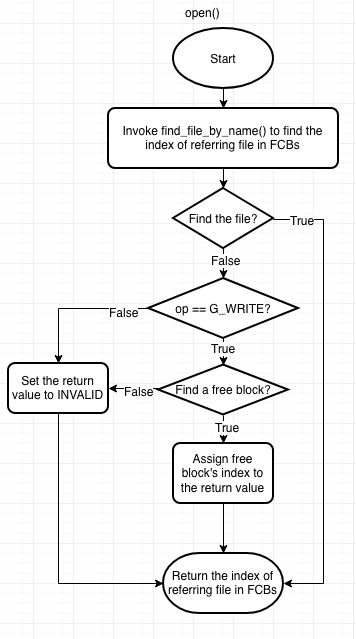 open()
Start
Invoke find_file_by_name() to find the
index of referring file in FCBs
Find the file?
True
False
op == G_WRITE?
False
True
Set the return
value to INVALID
False
Find a free block?
True
Assign free
block's index to
the return value
Return the index of
referring file in FCBs